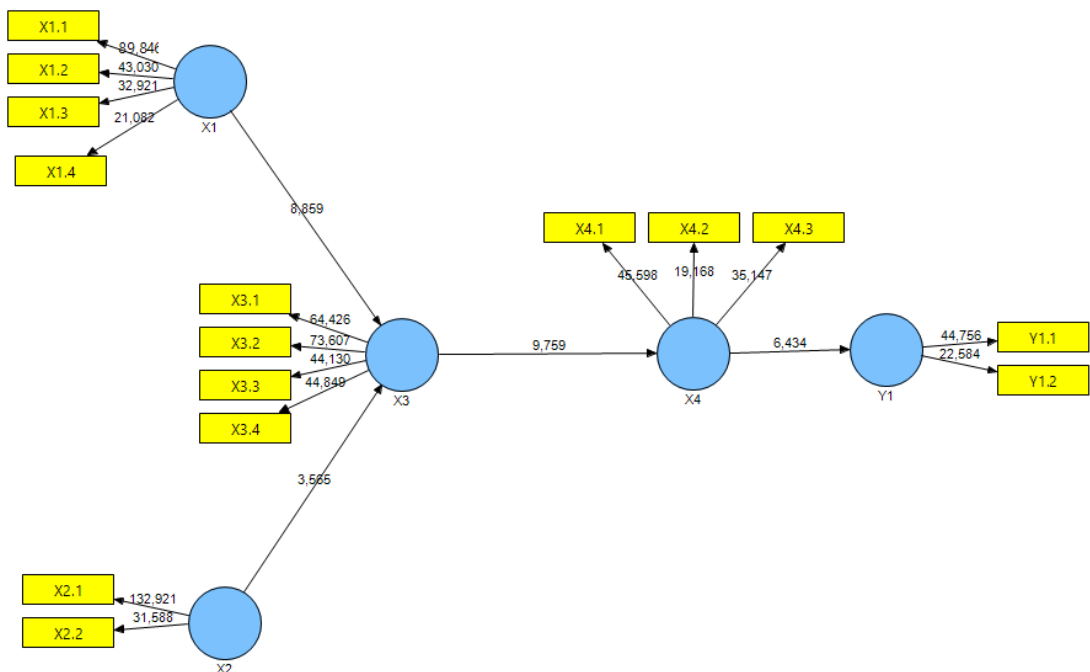 X1.1
89,846
X1.2
43,030
X1.3
32,921
X1.4
21,082
X1
8,859
X4.1
X4.2
X4.3
45,598
19,168
35,147
X3.1
64,426
X3.2
73,607
X3.3
44,130
X3.4
44,849
X3
9,759
X4
6,434
Y1
44,756
Y1.1
22,584
Y1.2
3,565
X2.1
132,921
X2.2
31,588
X2